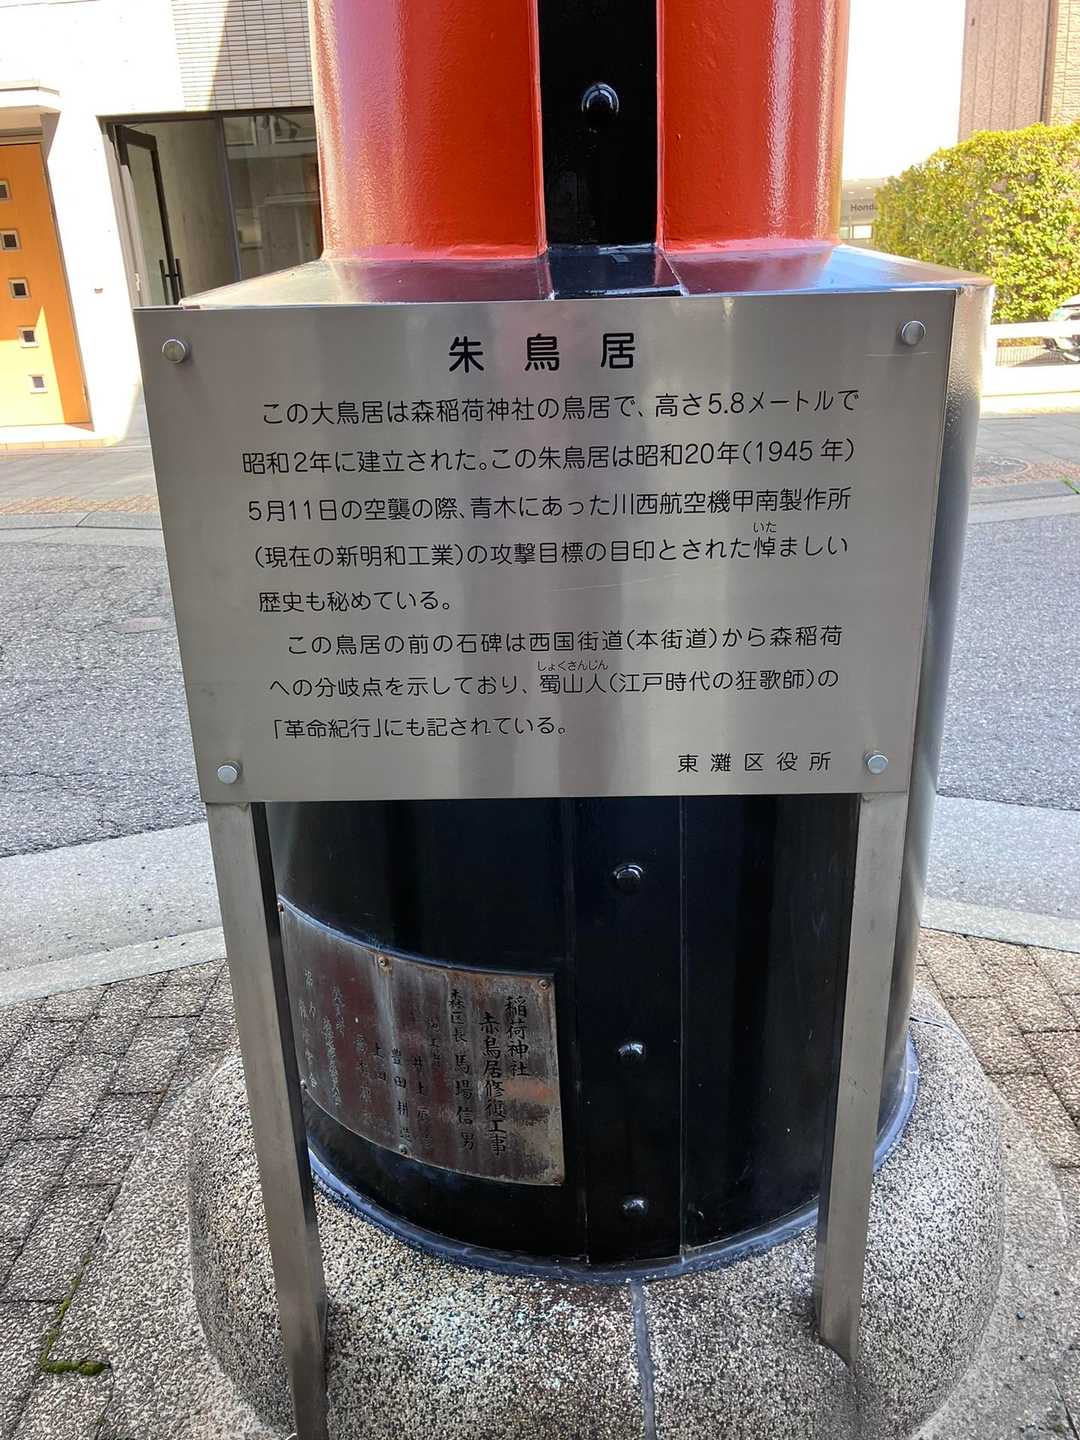 朱鳥居
この大鳥居は森稲荷神社の鳥居で、高さ5.8メートルで
昭和2年に建立された。この朱鳥居は昭和20年(1945年)
5月11日の空襲の際、青木にあった川西航空機甲南製作所
いた
(現在の新明和工業)の攻撃目標の目印とされた悼ましい
歴史も秘めている。
この鳥居の前の石碑は西国街道(本街道)から森稲荷
しょくさんじん
への分岐点を示しており、蜀山人(江戸時代の狂歌師)の
「革命紀行」にも記されている。
東灘区役所
Honda
稲荷神社
赤鳥居修復工事
森区長 馬場信男
井上
豊田耕
上田